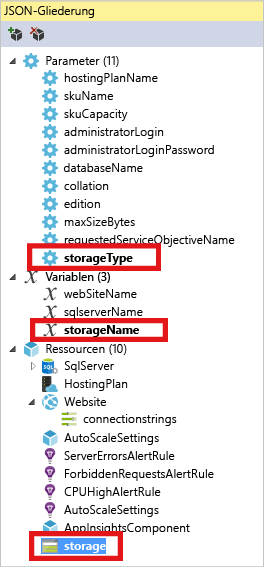 JSON-Gliederung
Parameter (11)
hostingPlanName
skuName
skuCapacity
administratorLogin
administratorLoginPassword
databaseName
collation
edition
maxSizeBytes
requestedServiceObjectiveName
storageType
Variablen (3)
webSiteName
sqlserverName
storageName
Ressourcen (10)
SqlServer
HostingPlan
Website
connectionstrings
AutoScaleSettings
ServerErrorsAlertRule
ForbiddenRequestsAlertRule
CPUHighAlertRule
AutoScaleSettings
AppInsightsComponent
storage